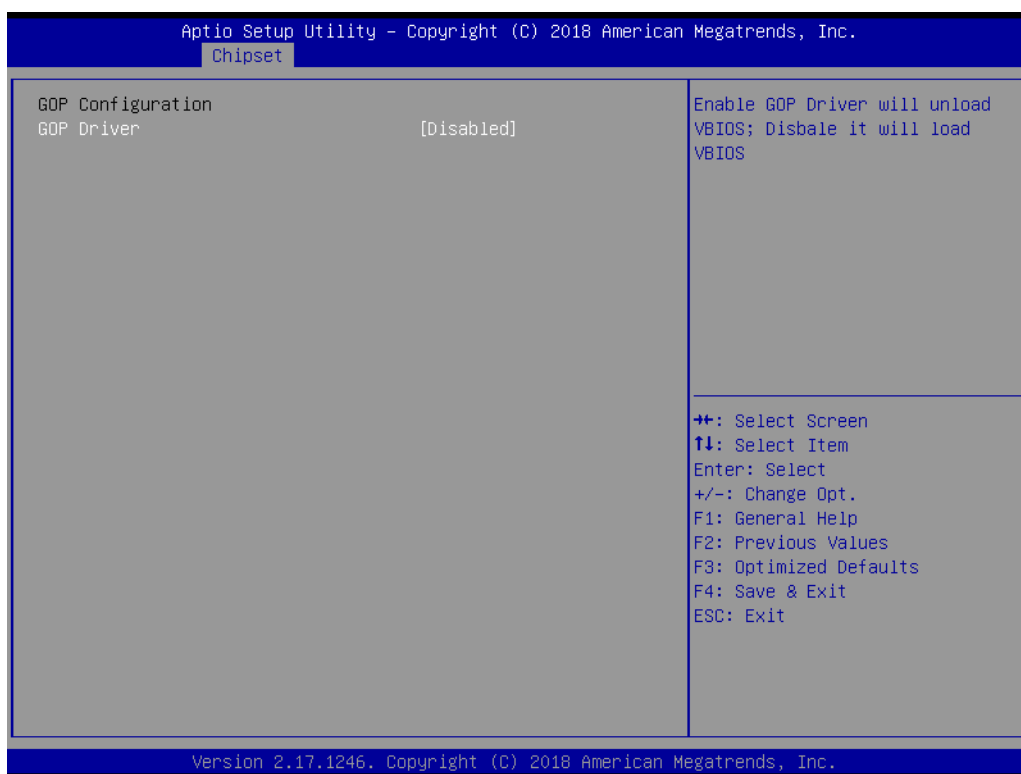 Aptio Setup Utility – Copyright (C) 2018 American Megatrends, Inc.
Chipset
GOP Configuration
GOP Driver [Disabled]
Enable GOP Driver will unload
VBIOS; Disbale it will load
VBIOS
→←: Select Screen
↑↓: Select Item
Enter: Select
+/-: Change Opt.
F1: General Help
F2: Previous Values
F3: Optimized Defaults
F4: Save & Exit
ESC: Exit
Version 2.17.1246. Copyright (C) 2018 American Megatrends, Inc.